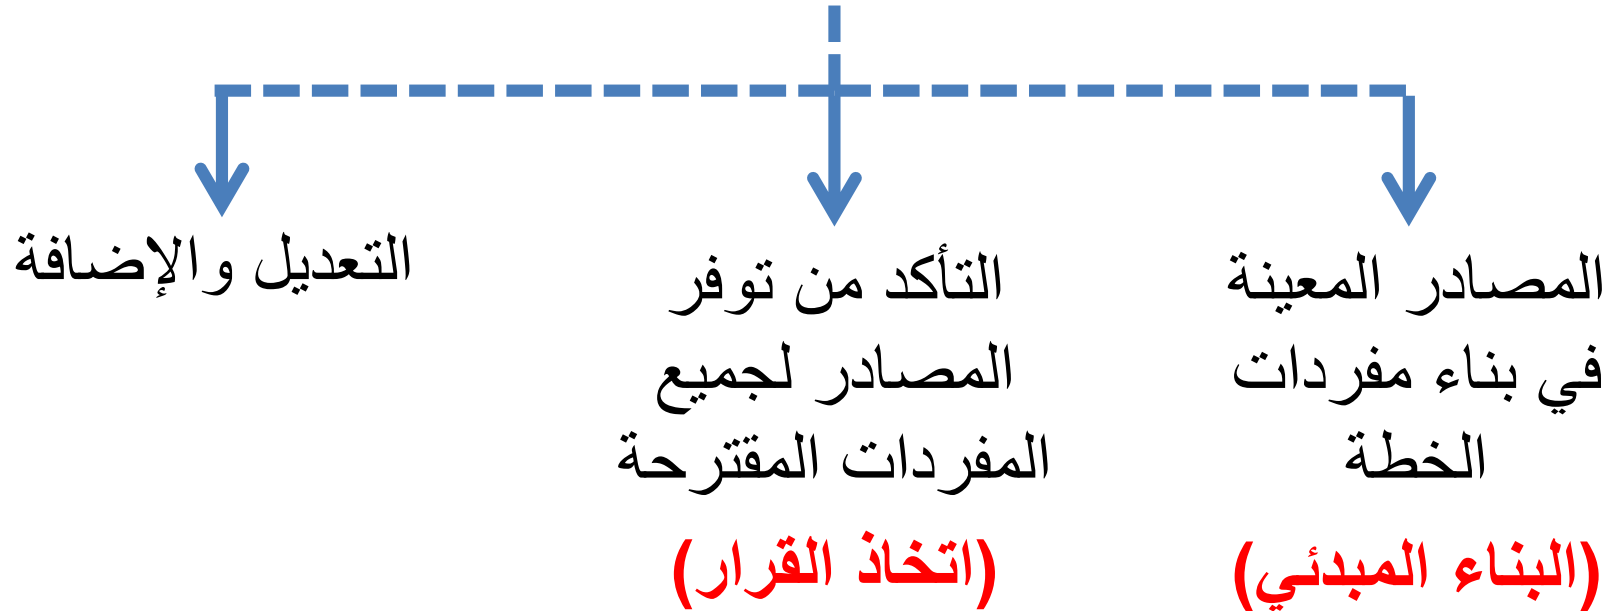 المصادر المعينة
في بناء مفردات
الخطة
(البناء المبدئي)
التأكد من توفر
المصادر لجميع
المفردات المقترحة
(اتخاذ القرار)
التعديل والإضافة